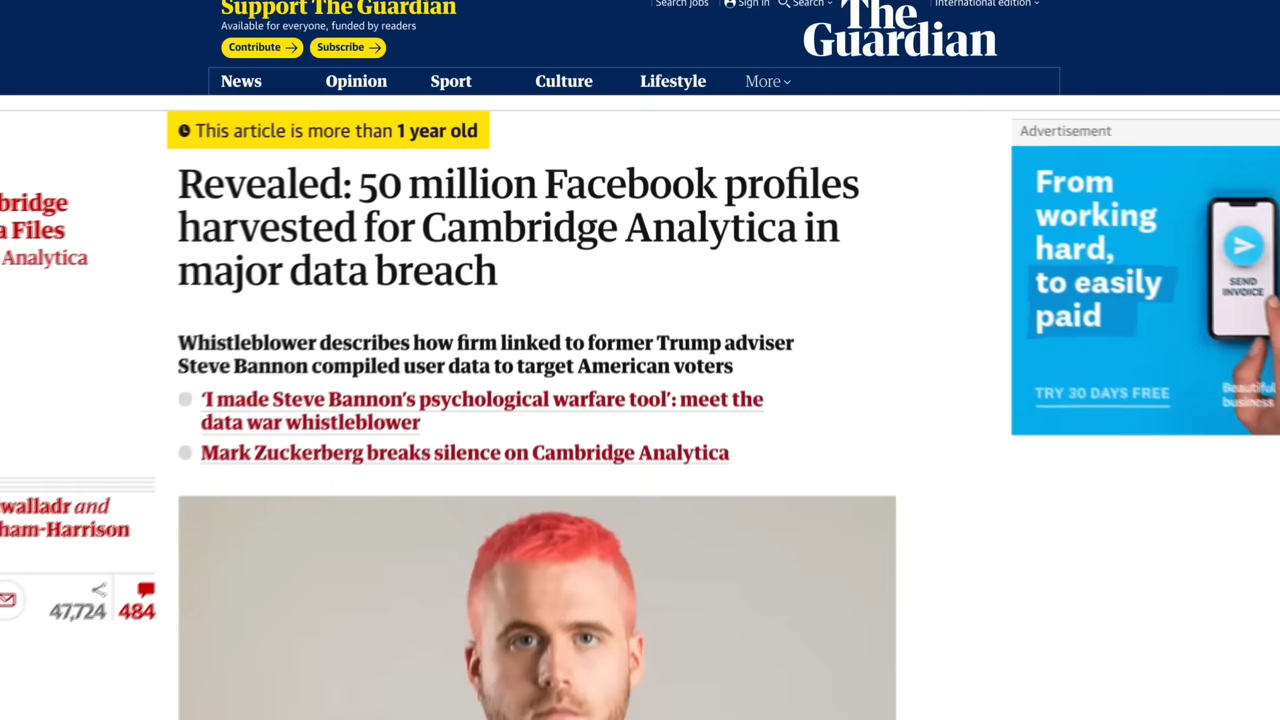 Support The Guardian
Available for everyone, funded by readers
Contribute
Subscribe
Search jobs
Sign in
Search
International edition
The Guardian
News
Opinion
Sport
Culture
Lifestyle
More
This article is more than 1 year old
bridge
a Files
Analytica
Revealed: 50 million Facebook profiles
harvested for Cambridge Analytica in
major data breach
Whistleblower describes how firm linked to former Trump adviser
Steve Bannon compiled user data to target American voters
‘I made Steve Bannon’s psychological warfare tool’: meet the
data war whistleblower
Mark Zuckerberg breaks silence on Cambridge Analytica
walladr and
ham-Harrison
47,724
484
Advertisement
From
working
hard,
to easily
paid
TRY 30 DAYS FREE
SEND
INVOICE
Beautiful
business